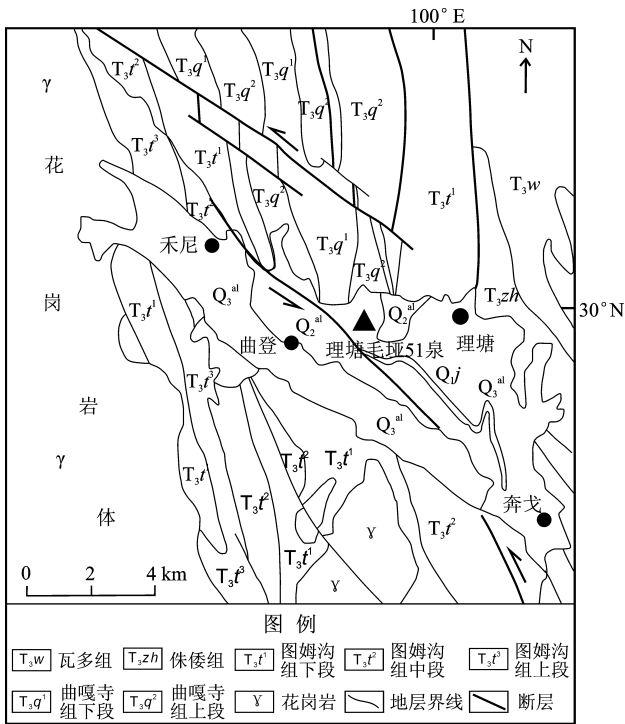 100° E
N
T₃t²
T₃q¹
T₃q¹
γ
T₃q²
T₃q²
T₃q²
T₃t³
T₃t¹
花
T₃t¹
T₃w
T₃q²
T₃t²
禾尼
T₃q¹
T₃q²
岗
Q₃ᵃˡ
T₃zh
30° N
T₃t¹
Q₂ᵃˡ
Q₂ᵃˡ
曲登
理塘毛垭51泉
理塘
Q₁j
T₃t³
Q₃ᵃˡ
岩
Q₃ᵃˡ
γ
T₃t²
T₃t¹
T₃t
T₃t²
奔戈
体
T₃t²
ɣ
T₃t¹
T₃t³
ɣ
0 2 4 km
图 例
T₃w 瓦多组
T₃zh 侏倭组
T₃t¹ 图姆沟
组下段
T₃t² 图姆沟
组中段
T₃t³ 图姆沟
组上段
T₃q¹ 曲嘎寺
组下段
T₃q² 曲嘎寺
组上段
ɣ 花岗岩
地层界线
断层